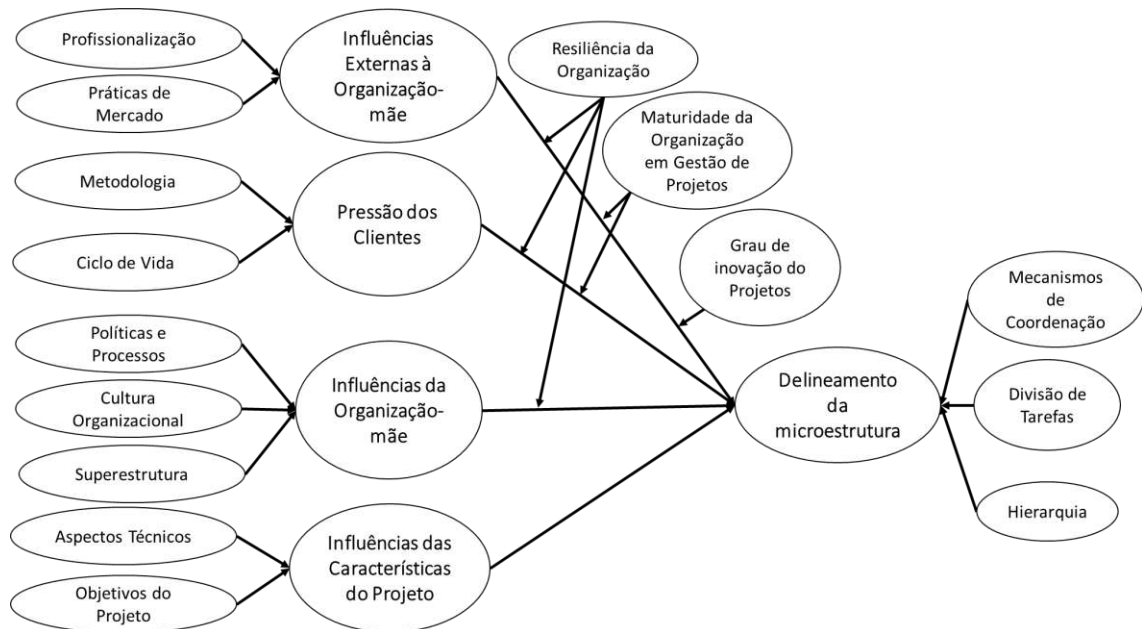 Profissionalização
Práticas de
Mercado
Influências
Externas à
Organização-
mãe
Resiliência da
Organização
Maturidade da
Organização
em Gestão de
Projetos
Metodologia
Ciclo de Vida
Pressão dos
Clientes
Grau de
inovação do
Projetos
Políticas e
Processos
Cultura
Organizacional
Superestrutura
Influências da
Organização-
mãe
Delineamento
da
microestrutura
Mecanismos
de
Coordenação
Divisão de
Tarefas
Hierarquia
Aspectos Técnicos
Objetivos do
Projeto
Influências das
Características
do Projeto